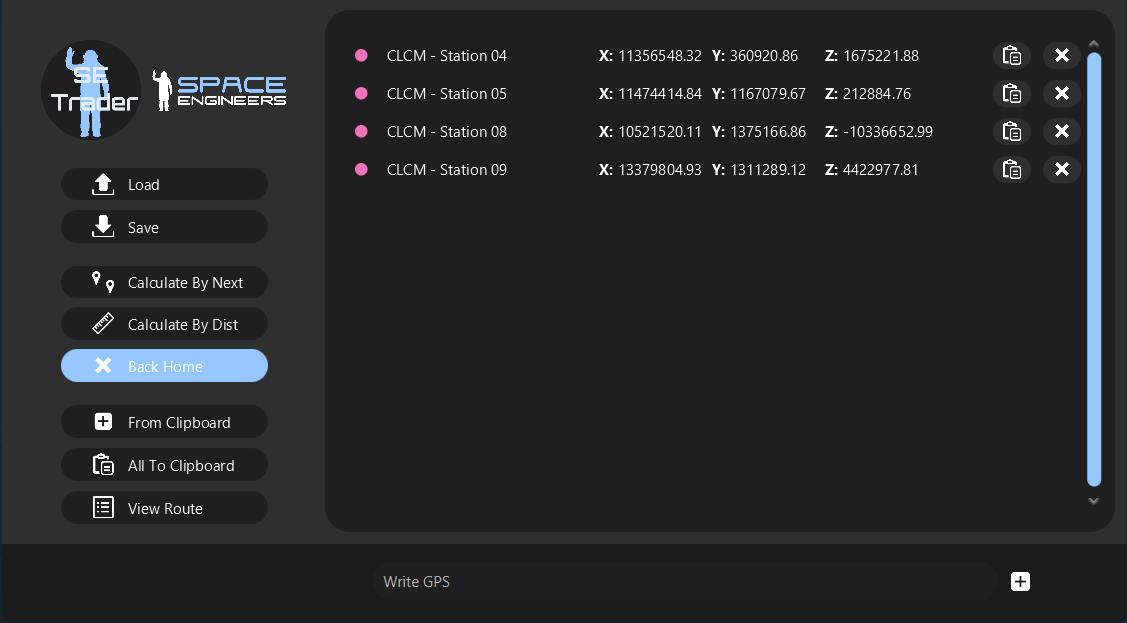 SE
Trader
SPACE
ENGINEERS
Load
Save
Calculate By Next
Calculate By Dist
Back Home
From Clipboard
All To Clipboard
View Route
CLCM - Station 04 X: 11356548.32 Y: 360920.86 Z: 1675221.88
CLCM - Station 05 X: 11474414.84 Y: 1167079.67 Z: 212884.76
CLCM - Station 08 X: 10521520.11 Y: 1375166.86 Z: -10336652.99
CLCM - Station 09 X: 13379804.93 Y: 1311289.12 Z: 4422977.81
Write GPS